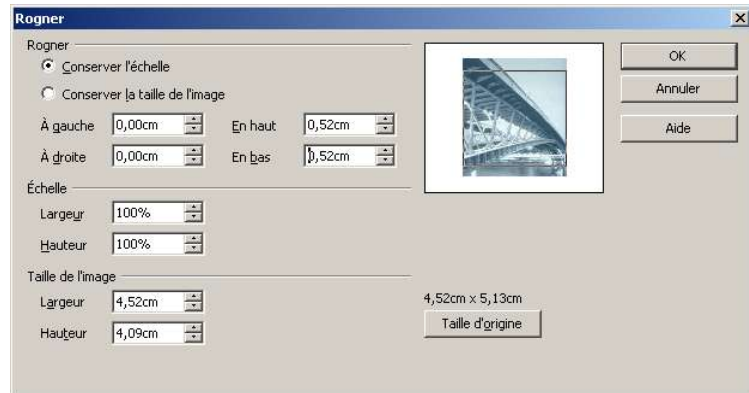 Rogner
Rogner
Conserver l'échelle
Conserver la taille de l'image
À gauche 0,00cm En haut 0,52cm
À droite 0,00cm En bas 0,52cm
Échelle
Largeur 100%
Hauteur 100%
Taille de l'image
Largeur 4,52cm
Hauteur 4,09cm
4,52cm x 5,13cm
Taille d'origine
OK
Annuler
Aide